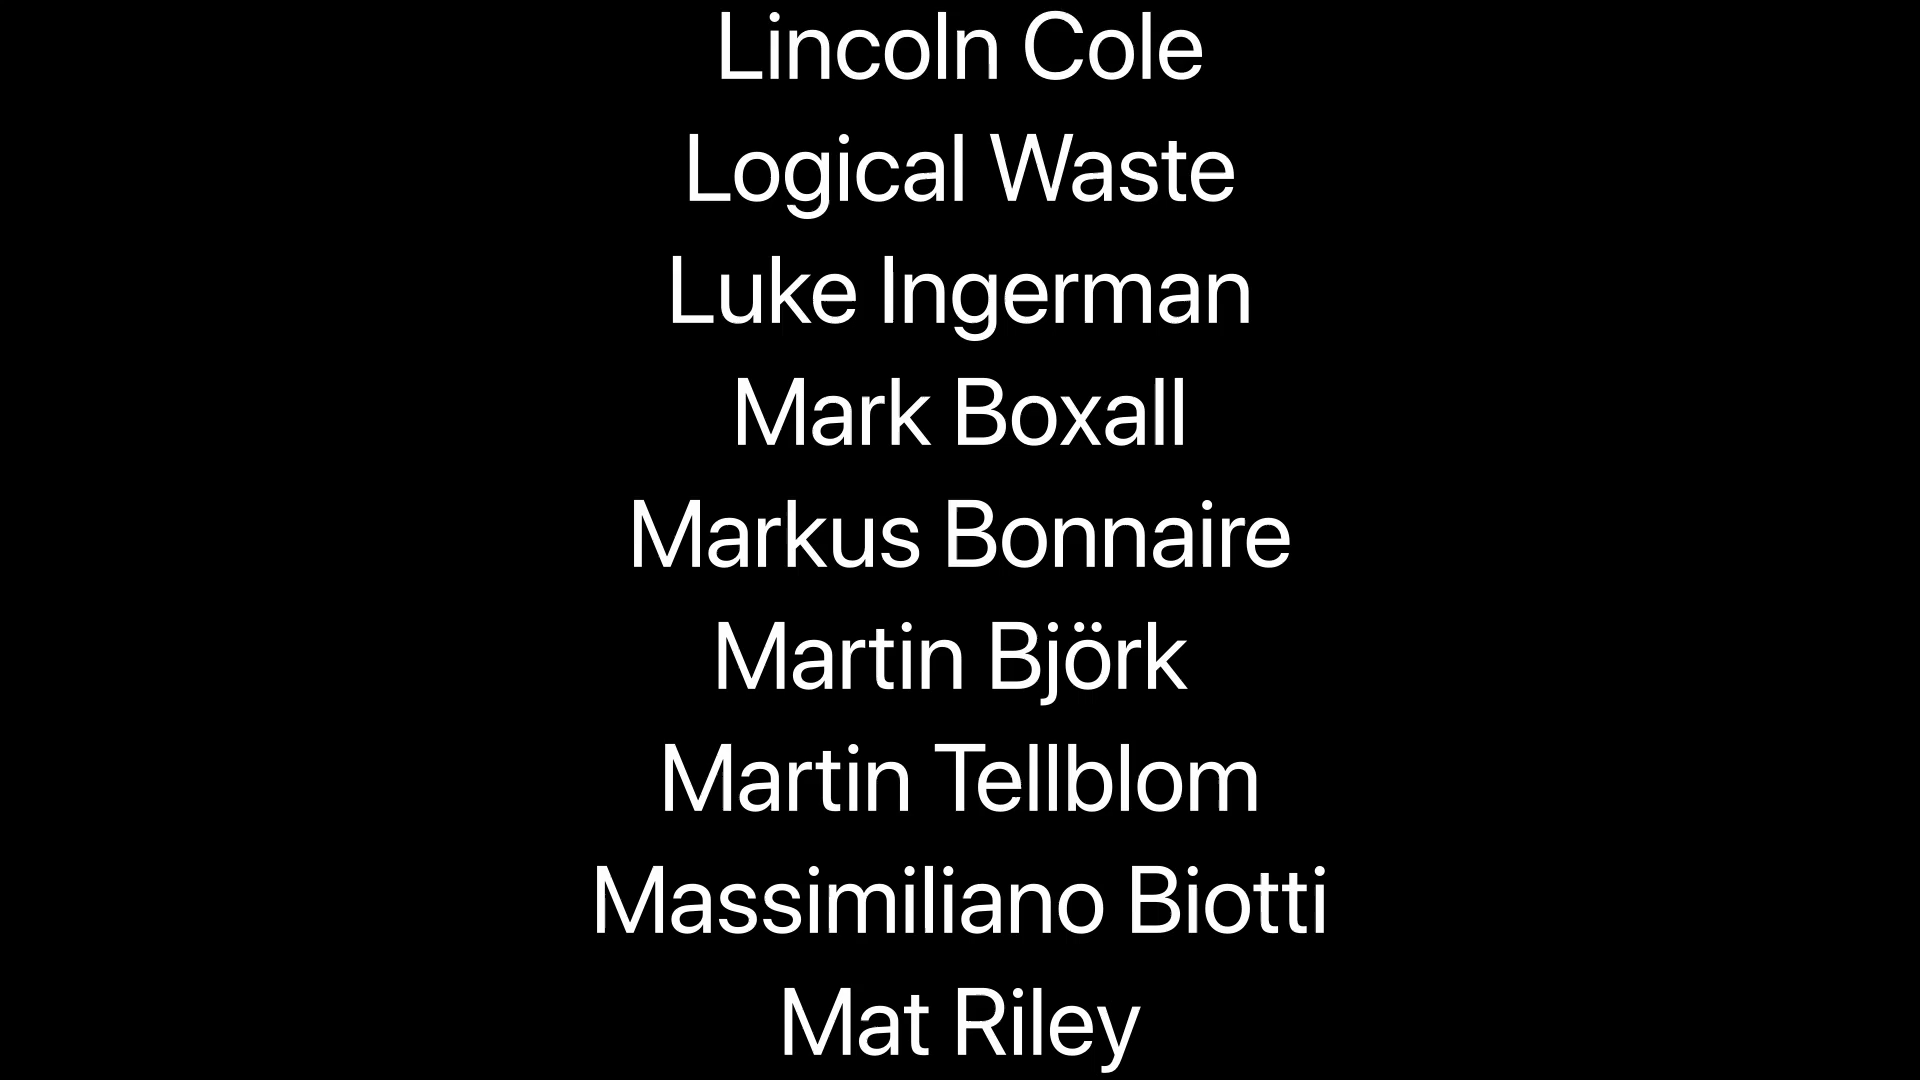 Lincoln Cole
Logical Waste
Luke Ingerman
Mark Boxall
Markus Bonnaire
Martin Björk
Martin Tellblom
Massimiliano Biotti
Mat Riley